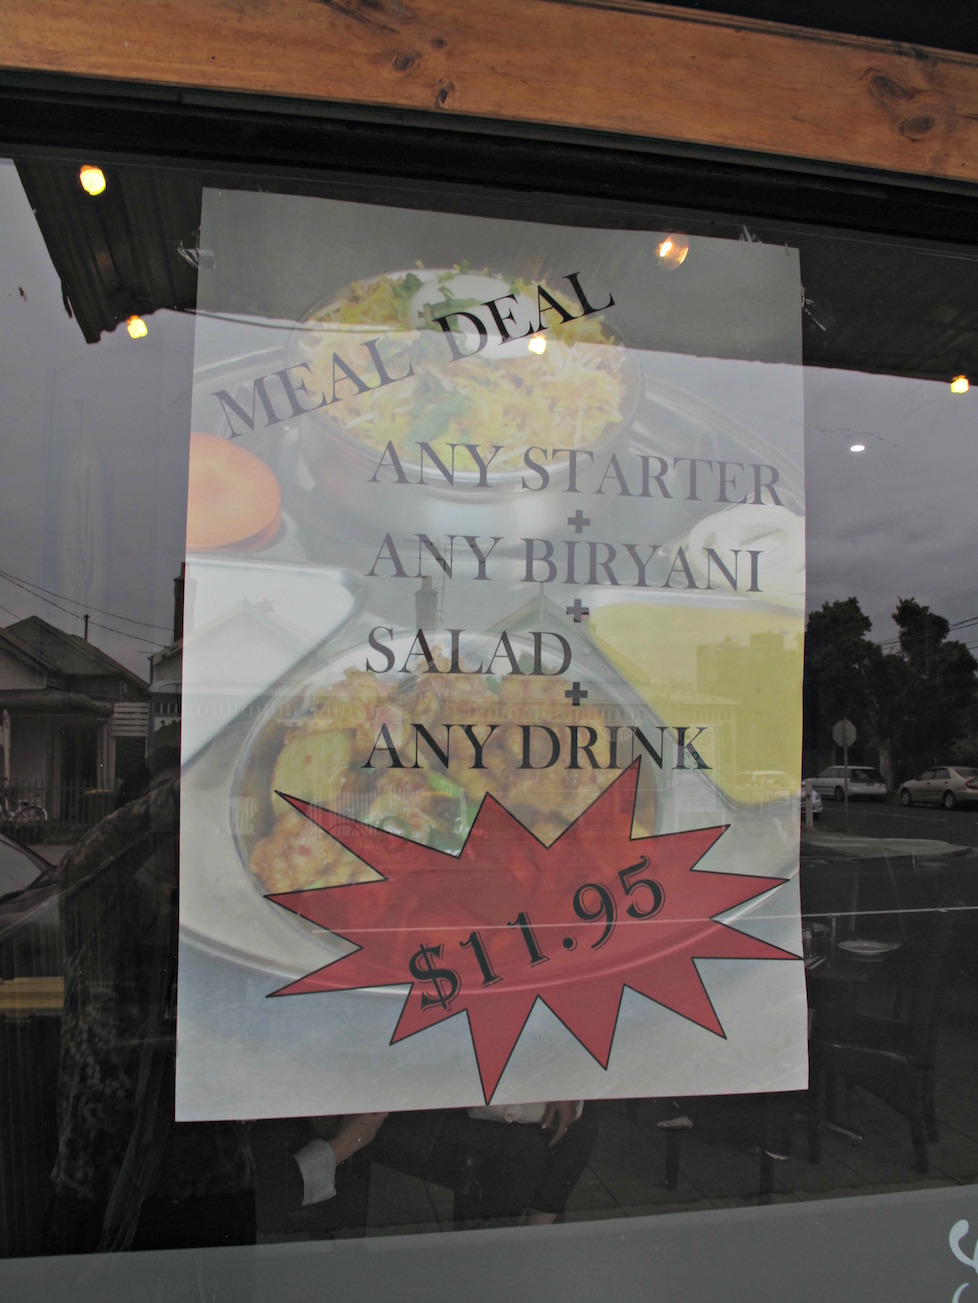 MEAL DEAL
ANY STARTER
+
ANY BIRYANI
+
SALAD
+
ANY DRINK
$11.95